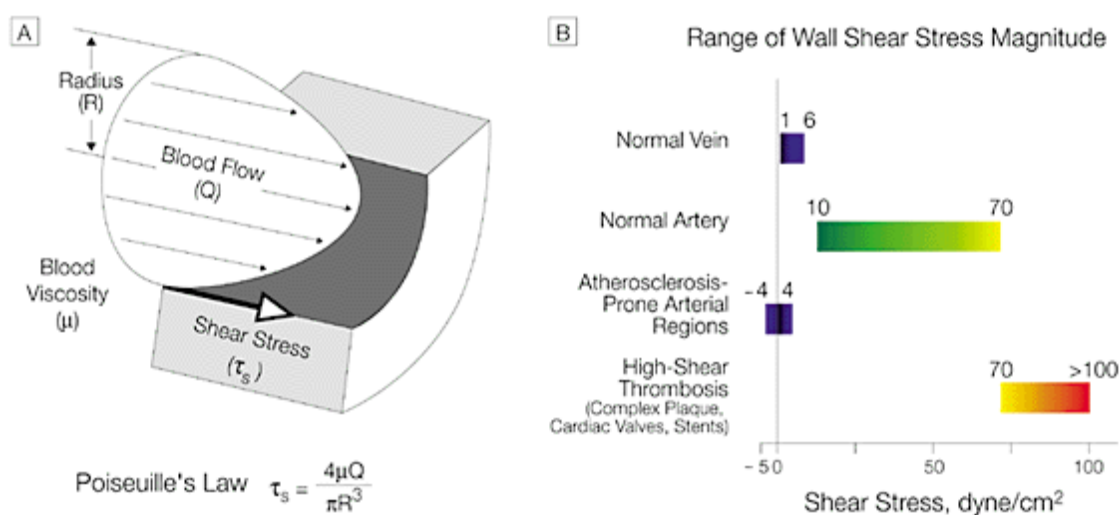 A
Radius
(R)
Blood Flow
(Q)
Blood
Viscosity
(μ)
Shear Stress
(τs)
Poiseuille's Law τs = 4μQ / πR³
B
Range of Wall Shear Stress Magnitude
Normal Vein
1 6
Normal Artery
10 70
Atherosclerosis-
Prone Arterial
Regions
-4 4
High-Shear
Thrombosis
(Complex Plaque,
Cardiac Valves, Stents)
70 >100
-5 0 50 100
Shear Stress, dyne/cm²